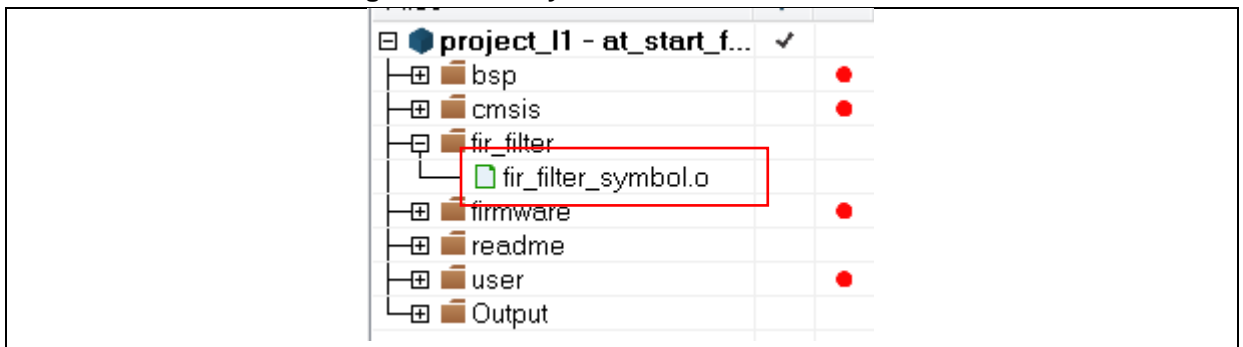 project_l1 - at_start_f...
bsp
cmsis
fir_filter
fir_filter_symbol.o
firmware
readme
user
Output